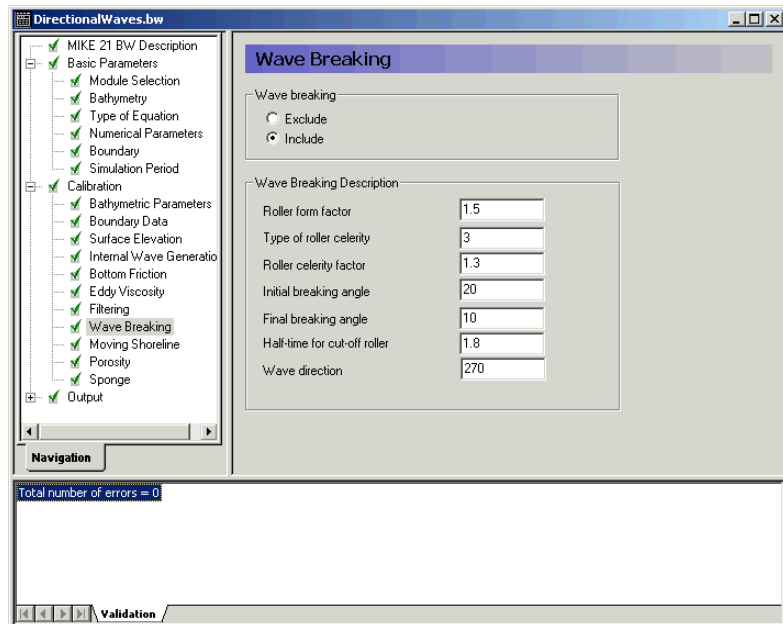 DirectionalWaves.bw
MIKE 21 BW Description
Basic Parameters
Module Selection
Bathymetry
Type of Equation
Numerical Parameters
Boundary
Simulation Period
Calibration
Bathymetric Parameters
Boundary Data
Surface Elevation
Internal Wave Generatio
Bottom Friction
Eddy Viscosity
Filtering
Wave Breaking
Moving Shoreline
Porosity
Sponge
Output
Navigation
Wave Breaking
Wave breaking
Exclude
Include
Wave Breaking Description
Roller form factor 1.5
Type of roller celerity 3
Roller celerity factor 1.3
Initial breaking angle 20
Final breaking angle 10
Half-time for cut-off roller 1.8
Wave direction 270
Total number of errors = 0
Validation